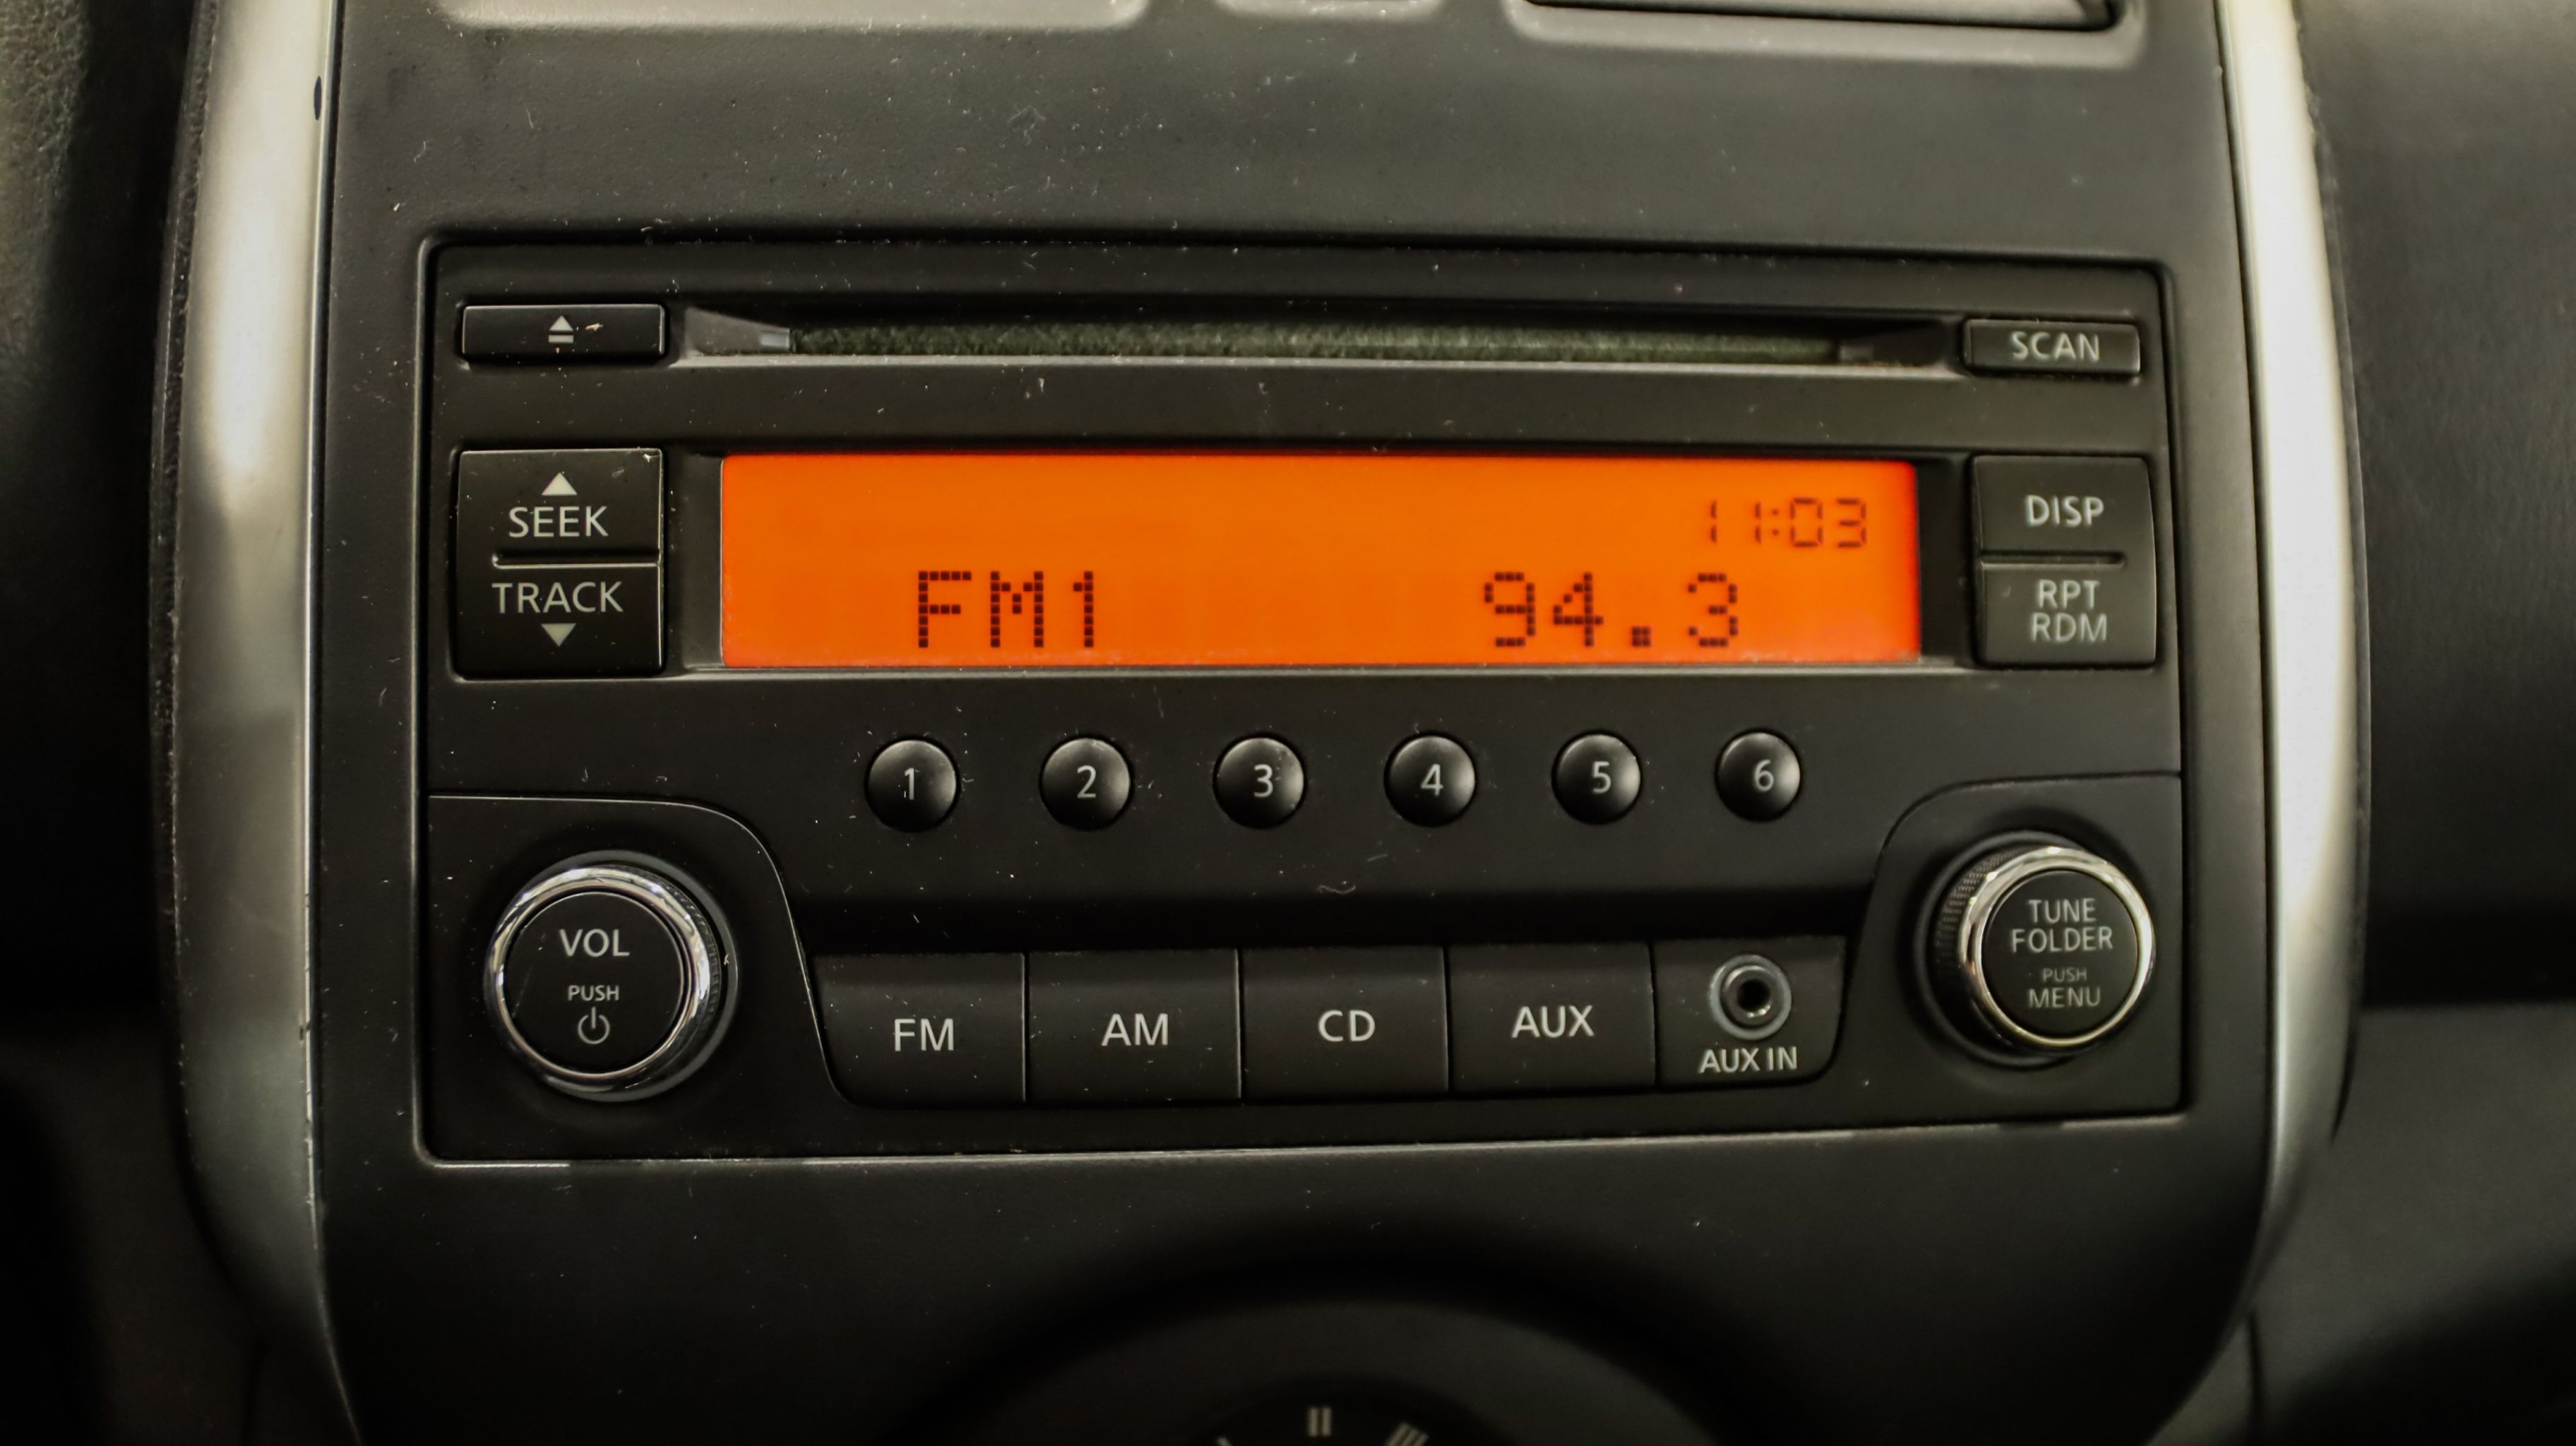 SCAN
SEEK
TRACK
11:03
FM1 94.3
DISP
RPT
RDM
1 2 3 4 5 6
VOL
PUSH
FM AM CD AUX
AUX IN
TUNE
FOLDER
PUSH
MENU